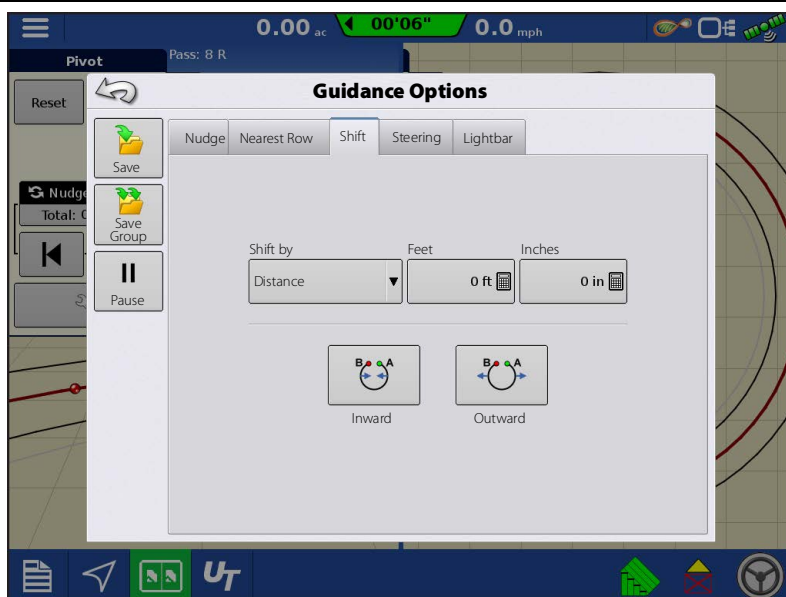 0.00 ac
00'06"
0.0 mph
Pivot
Pass: 8 R
Reset
Guidance Options
Save
Save
Group
Pause
Nudge
Nearest Row
Shift
Steering
Lightbar
Nudge
Total:
Shift by
Feet
Inches
Distance
0 ft
0 in
B A
B A
Inward
Outward
UT